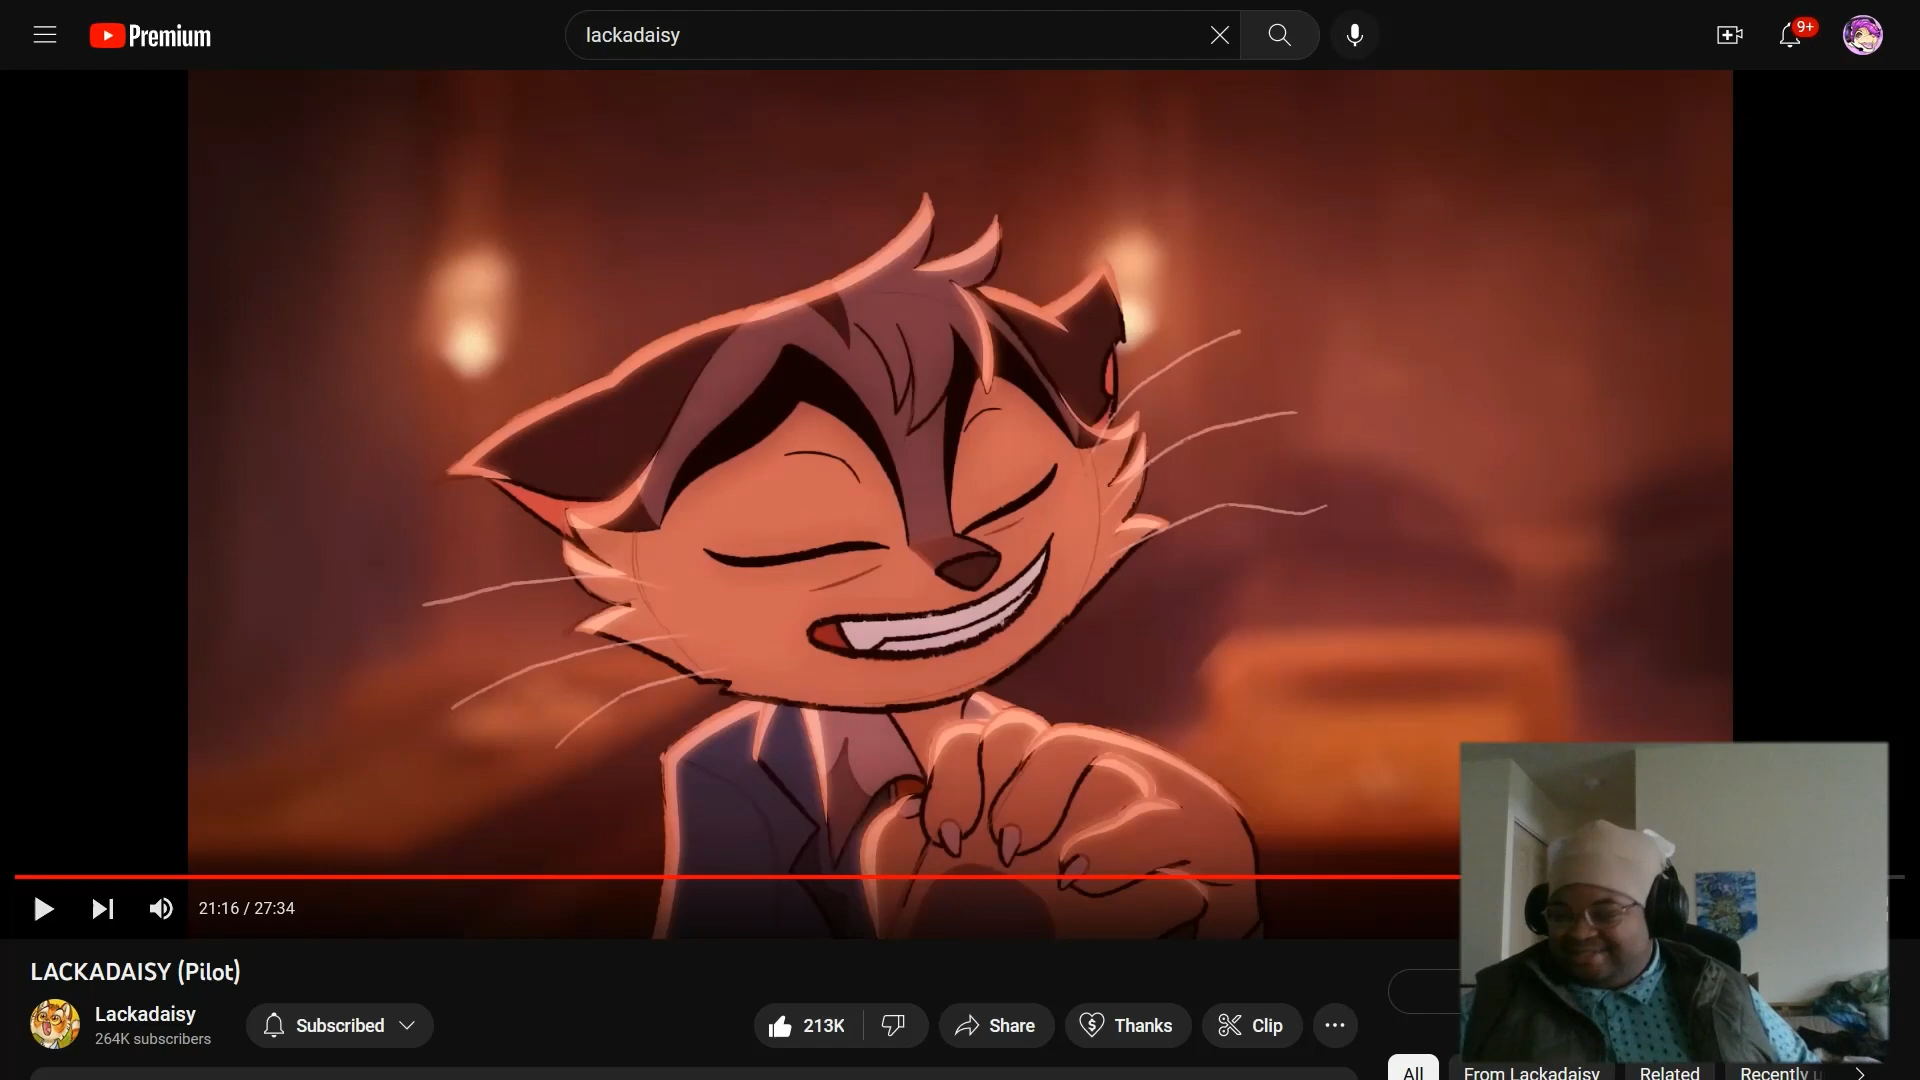 Premium
lackadaisy
9+
21:16 / 27:34
LACKADAISY (Pilot)
Lackadaisy
264K subscribers
Subscribed
213K
Share
Thanks
Clip
All
From Lackadaisy
Related
Recently u